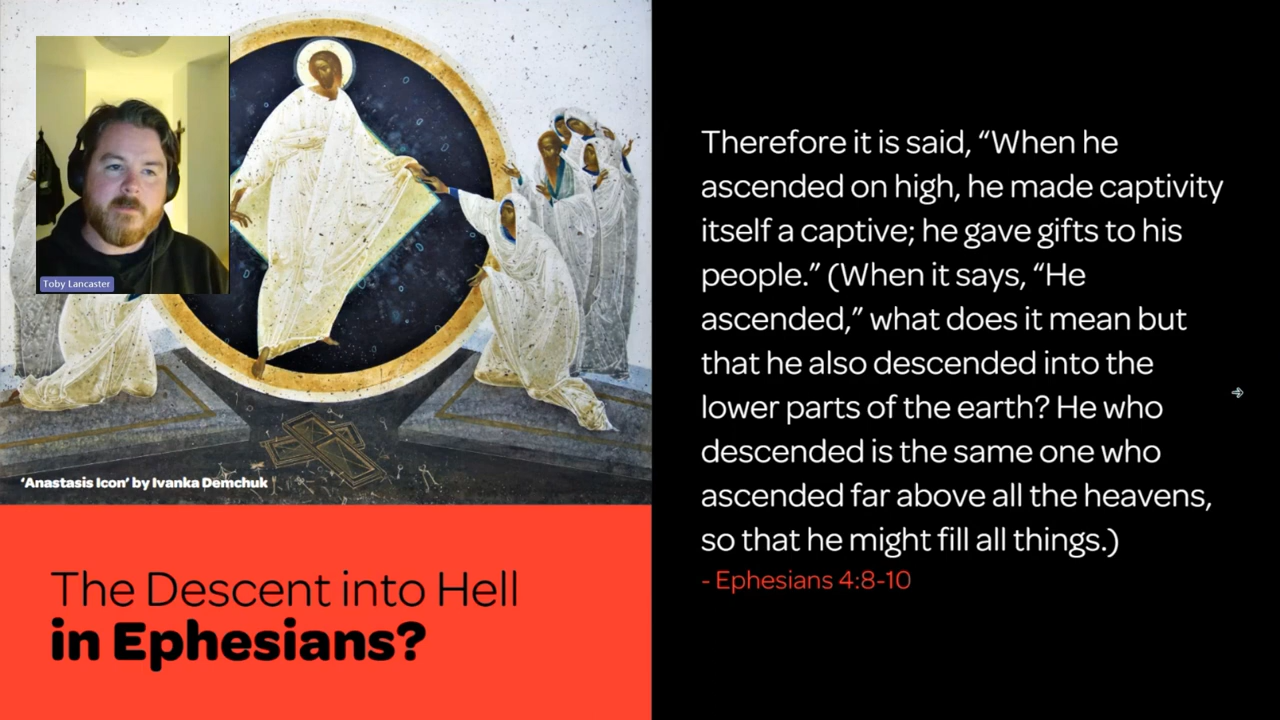 Toby Lancaster
'Anastasis Icon' by Ivanka Demchuk
The Descent into Hell
in Ephesians?
Therefore it is said, “When he
ascended on high, he made captivity
itself a captive; he gave gifts to his
people.” (When it says, “He
ascended,” what does it mean but
that he also descended into the
lower parts of the earth? He who
descended is the same one who
ascended far above all the heavens,
so that he might fill all things.)
- Ephesians 4:8-10